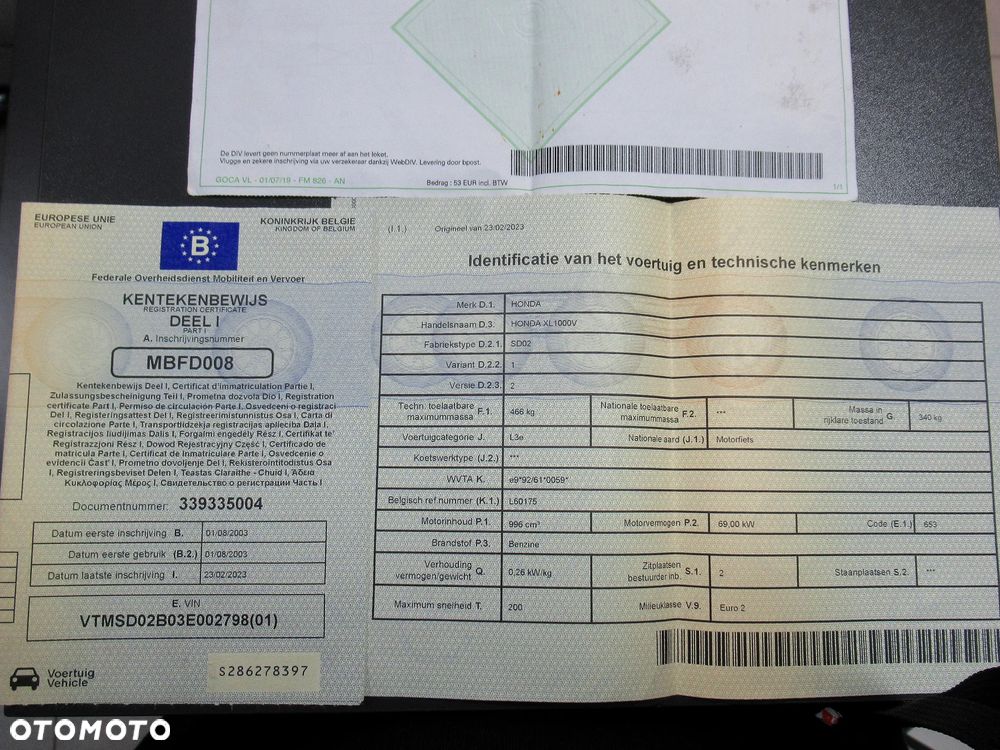 De DIV levert geen nummerplaat meer af aan het loket.
Vlugge en zekere inschrijving via uw verzekeraar dankzij WebDIV. Levering door bpost.
GOCA VL - 01/07/19 - FM 826 - AN
Bedrag : 53 EUR incl. BTW
1/1
EUROPESE UNIE
EUROPEAN UNION
KONINKRIJK BELGIE
KINGDOM OF BELGIUM
B
Federale Overheidsdienst Mobiliteit en Vervoer
KENTEKENBEWIJS
REGISTRATION CERTIFICATE
DEEL I
PART I
A. Inschrijvingsnummer
MBFD008
Kentekenbewijs Deel I, Certificat d'immatriculation Partie I,
Zulassungsbescheinigung Teil I, Prometna dozvola Dio I, Registration
certificate Part I, Permiso de circulación Parte I, Osvedcení o registraci
Del I, Registeringsattest Del I, Registreerimistunnistus Osa I, Carta di
circolazione Parte I, Transportlidzekja registracijas aplieciba Daļa I,
Registracijos liudijimas Dalis I, Forgalmi engedély Rész I, Certifikat te'
Registrazzjoni Rész I, Dowod Rejestracyjny Część I, Certificado de
matrícula Parte I, Certificat de Inmatriculare Partea I, Osvedcenie o
evidencii Časť I, Prometno dovoljenje Del I, Rekisterointitodistus Osa
I, Registreringsbeviset Delen I, Teastas Claraithe - Chuid I, Άδεια
Κυκλοφορίας Μέρος I, Свидетелство о регистрации Часть I
Documentnummer: 339335004
Datum eerste inschrijving B. 01/08/2003
Datum eerste gebruik (B.2.) 01/08/2003
Datum laatste inschrijving I. 23/02/2023
E. VIN
VTMSD02B03E002798(01)
Voertuig
Vehicle
S286278397
(I.1.) Origineel van 23/02/2023
Identificatie van het voertuig en technische kenmerken
Merk D.1. HONDA
Handelsnaam D.3. HONDA XL1000V
Fabriekstype D.2.1. SD02
Variant D.2.2. 1
Versie D.2.3. 2
Techn. toelaatbare maximummassa F.1. 466 kg Nationale toelaatbare maximummassa F.2. *** Massa in rijklare toestand G. 340 kg
Voertuigcategorie J. L3e Nationale aard (J.1.) Motorfiets
Koetswerktype (J.2.) ***
WVTA K. e9*92/61*0059*
Belgisch ref nummer (K.1.) L60175
Motorinhoud P.1. 996 cm³ Motorvermogen P.2. 69,00 kW Code (E.1.) 653
Brandstof P.3. Benzine
Verhouding vermogen/gewicht Q. 0,26 kW/kg Zitplaatsen bestuurder inb. S.1. 2 Staanplaatsen S.2. ***
Maximum snelheid T. 200 Milieuklasse V.9. Euro 2
OTOMOTO